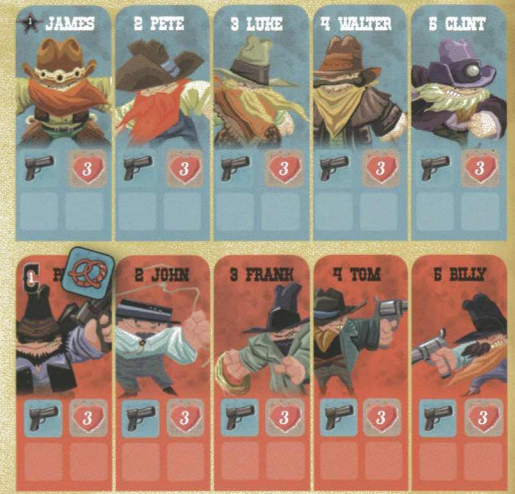 1 JAMES 2 PETE 3 LUKE 4 WALTER 5 CLINT
3 3 3 3 3
1 2 JOHN 3 FRANK 4 TOM 5 BILLY
3 3 3 3 3